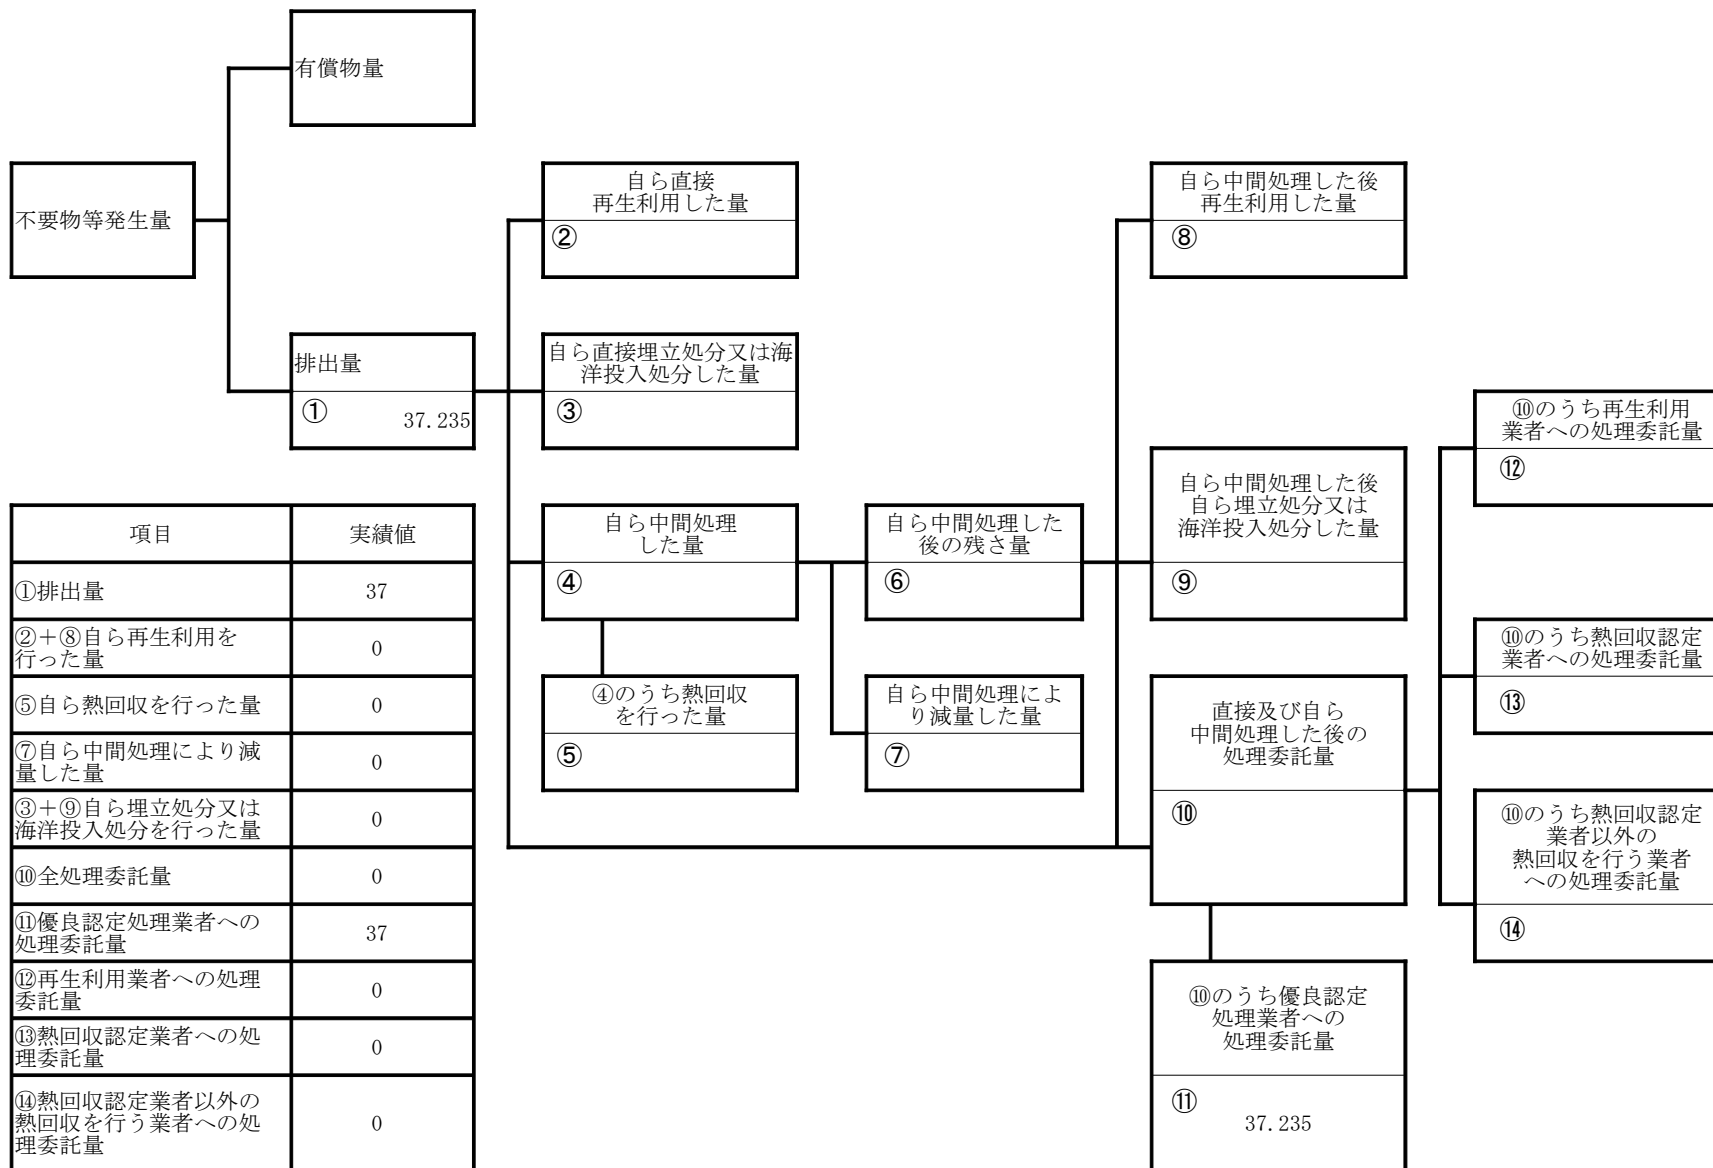 有償物量
不要物等発生量
排出量
①
37.235
自ら直接
再生利用した量
②
自ら直接埋立処分又は海
洋投入処分した量
③
自ら中間処理
した量
④
④のうち熱回収
を行った量
⑤
自ら中間処理した
後の残さ量
⑥
自ら中間処理によ
り減量した量
⑦
自ら中間処理した後
再生利用した量
⑧
自ら中間処理した後
自ら埋立処分又は
海洋投入処分した量
⑨
直接及び自ら
中間処理した後の
処理委託量
⑩
⑩のうち優良認定
処理業者への
処理委託量
⑪
37.235
⑩のうち再生利用
業者への処理委託量
⑫
⑩のうち熱回収認定
業者への処理委託量
⑬
⑩のうち熱回収認定
業者以外の
熱回収を行う業者
への処理委託量
⑭
項目 実績値
①排出量 37
②＋⑧自ら再生利用を
行った量 0
⑤自ら熱回収を行った量 0
⑦自ら中間処理により減
量した量 0
③＋⑨自ら埋立処分又は
海洋投入処分を行った量 0
⑩全処理委託量 0
⑪優良認定処理業者への
処理委託量 37
⑫再生利用業者への処理
委託量 0
⑬熱回収認定業者への処
理委託量 0
⑭熱回収認定業者以外の
熱回収を行う業者への処
理委託量 0